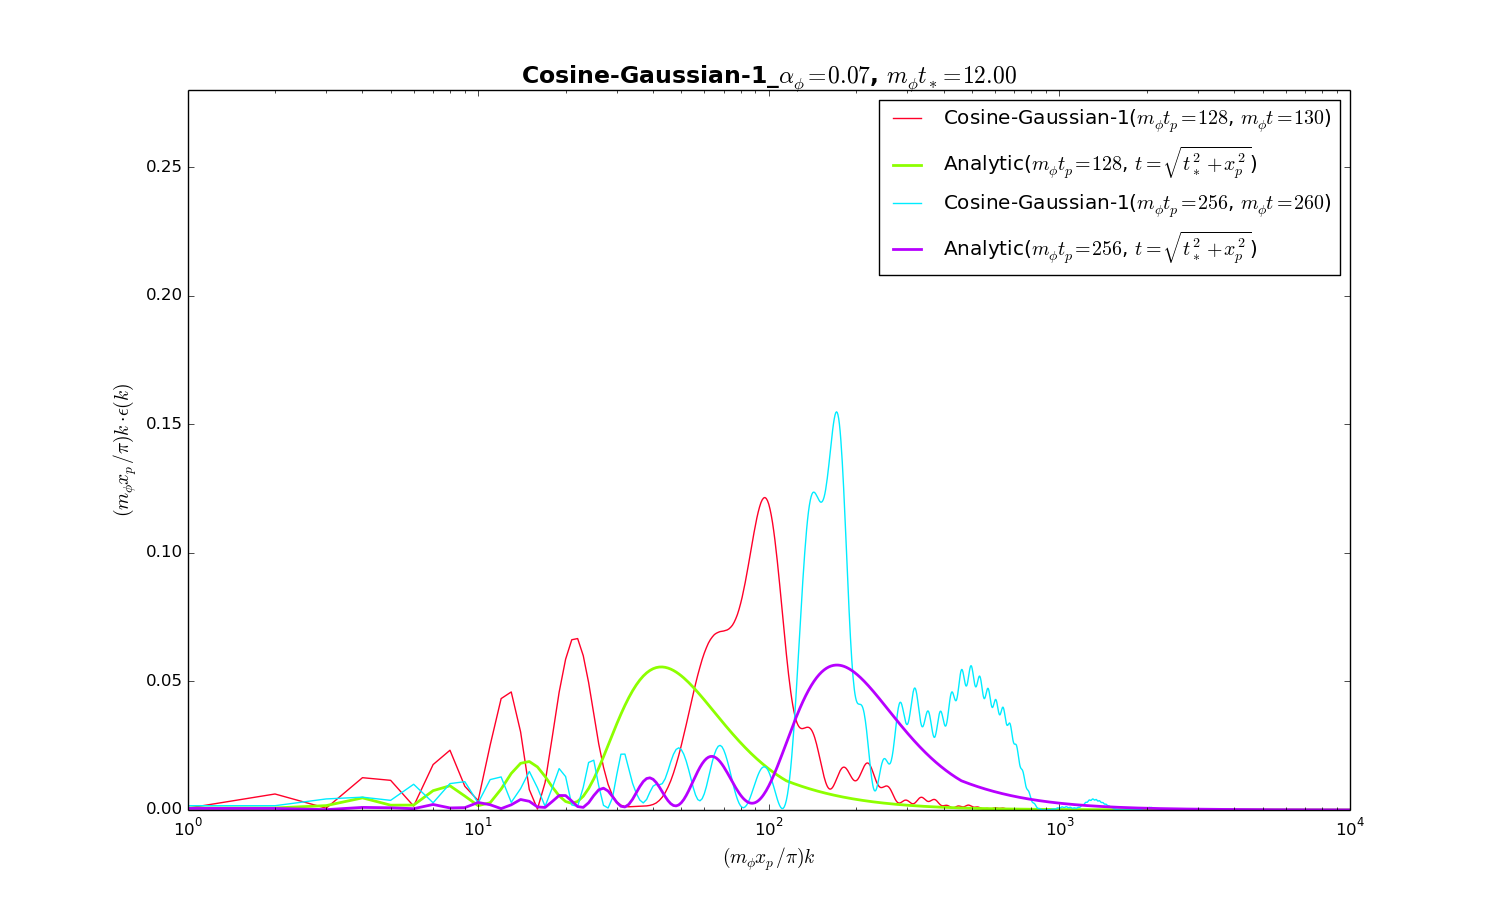 Cosine-Gaussian-1_α_ϕ=0.07, m_ϕt_*=12.00
Cosine-Gaussian-1(m_ϕt_p=128, m_ϕt=130)
Analytic(m_ϕt_p=128, t=√(t_*^2+x_p^2))
Cosine-Gaussian-1(m_ϕt_p=256, m_ϕt=260)
Analytic(m_ϕt_p=256, t=√(t_*^2+x_p^2))
(m_ϕx_p/π)k·ϵ(k)
0.25
0.20
0.15
0.10
0.05
0.00
10^0 10^1 10^2 10^3 10^4
(m_ϕx_p/π)k